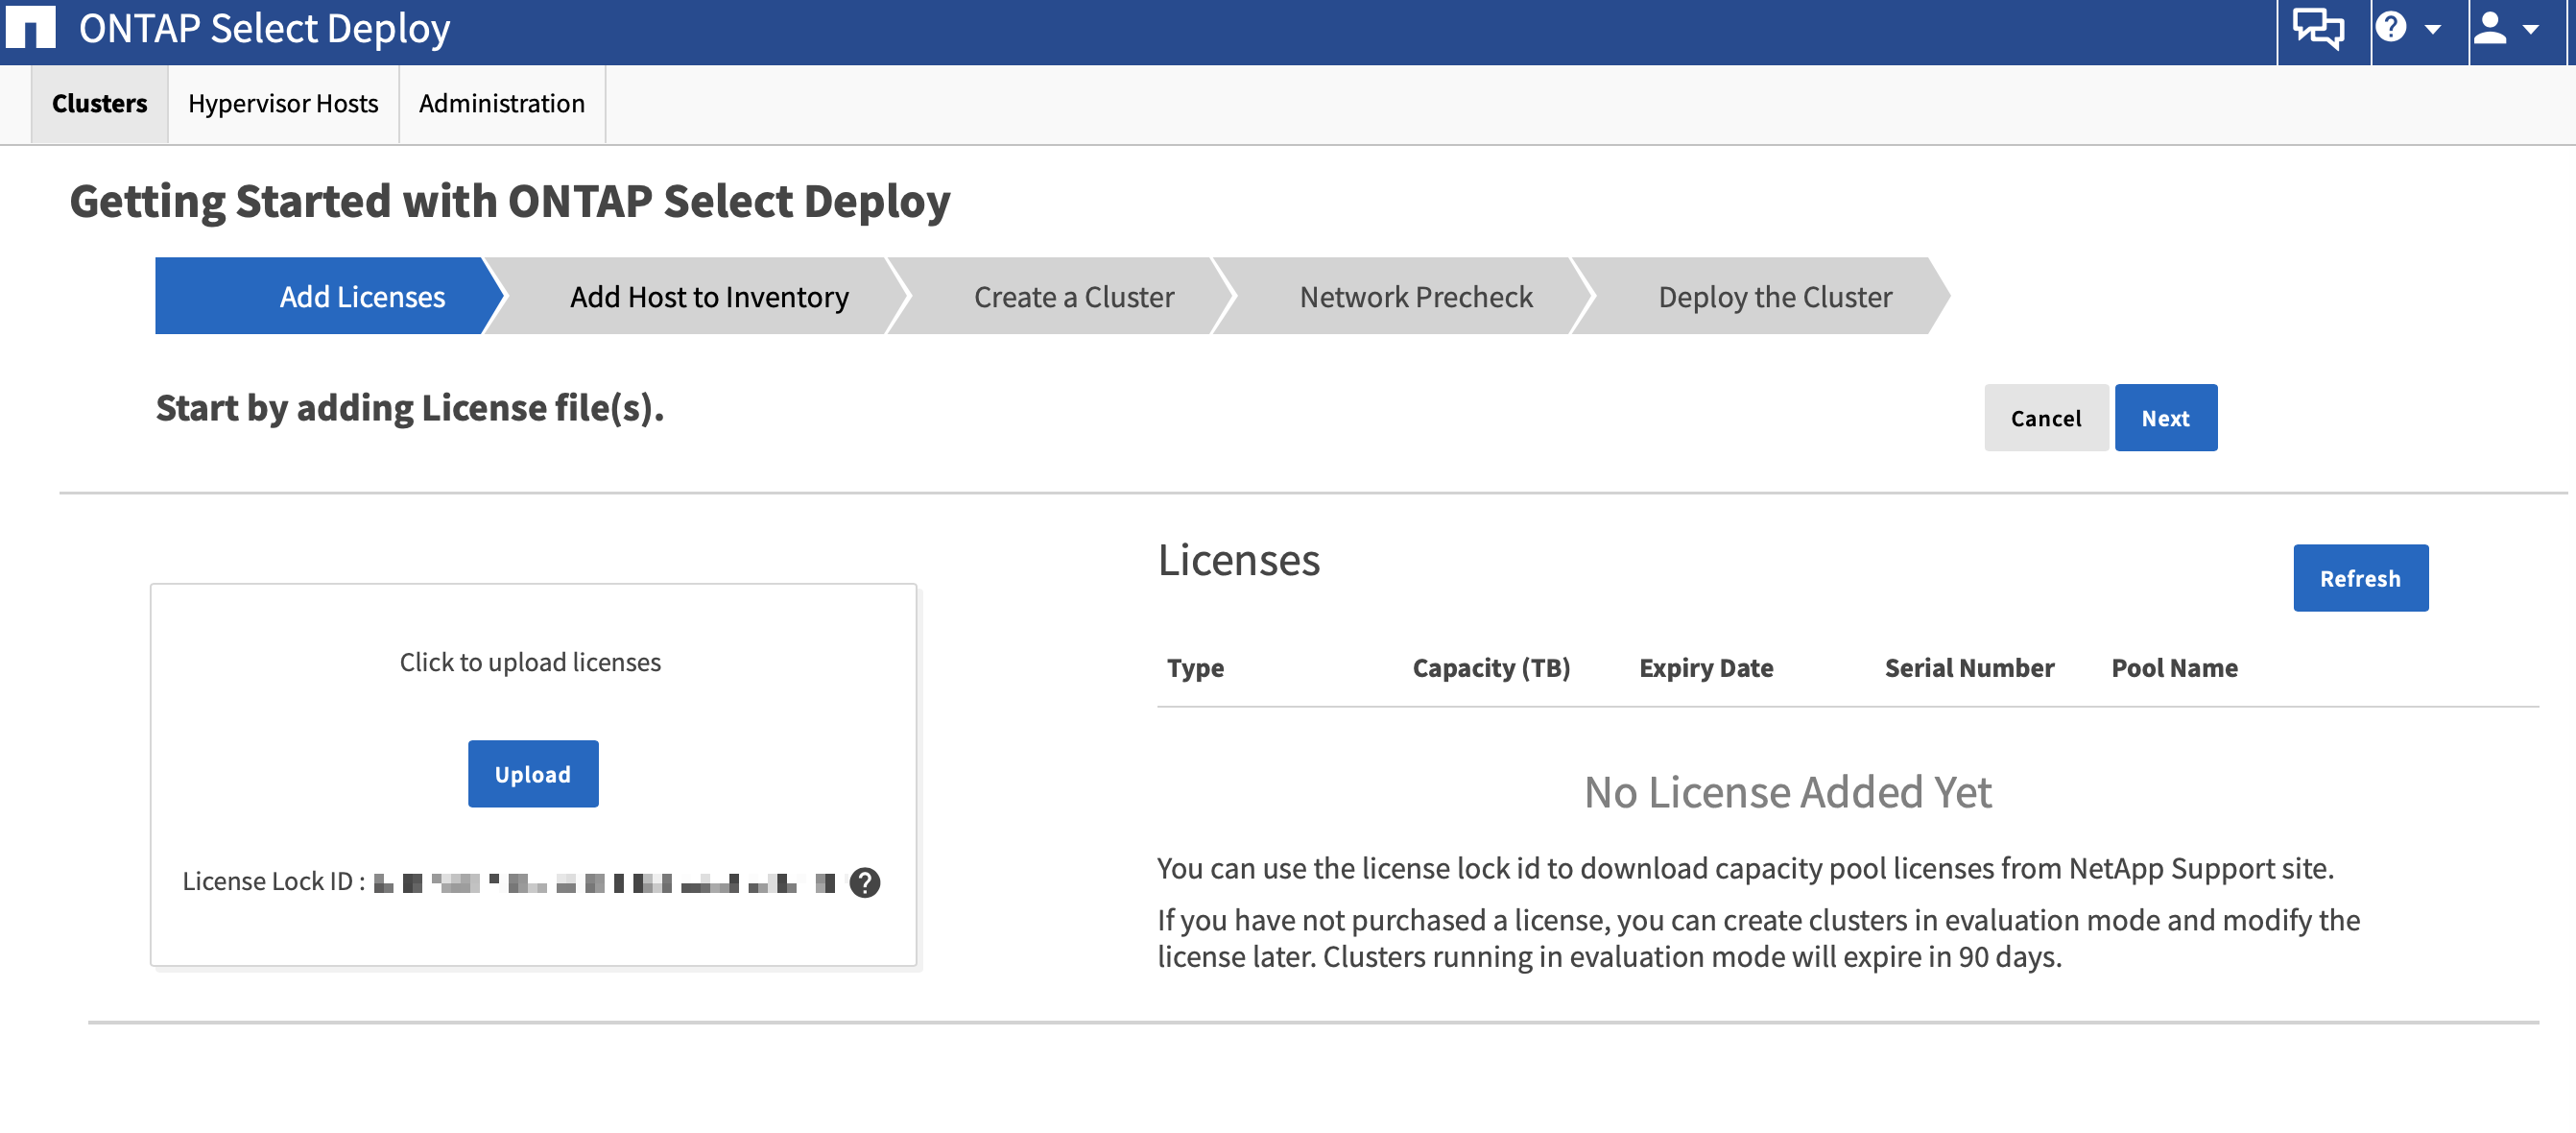 ONTAP Select Deploy
Clusters Hypervisor Hosts Administration
Getting Started with ONTAP Select Deploy
Add Licenses Add Host to Inventory Create a Cluster Network Precheck Deploy the Cluster
Start by adding License file(s).
Cancel Next
Click to upload licenses
Upload
License Lock ID :
Licenses
Refresh
Type Capacity (TB) Expiry Date Serial Number Pool Name
No License Added Yet
You can use the license lock id to download capacity pool licenses from NetApp Support site.
If you have not purchased a license, you can create clusters in evaluation mode and modify the
license later. Clusters running in evaluation mode will expire in 90 days.